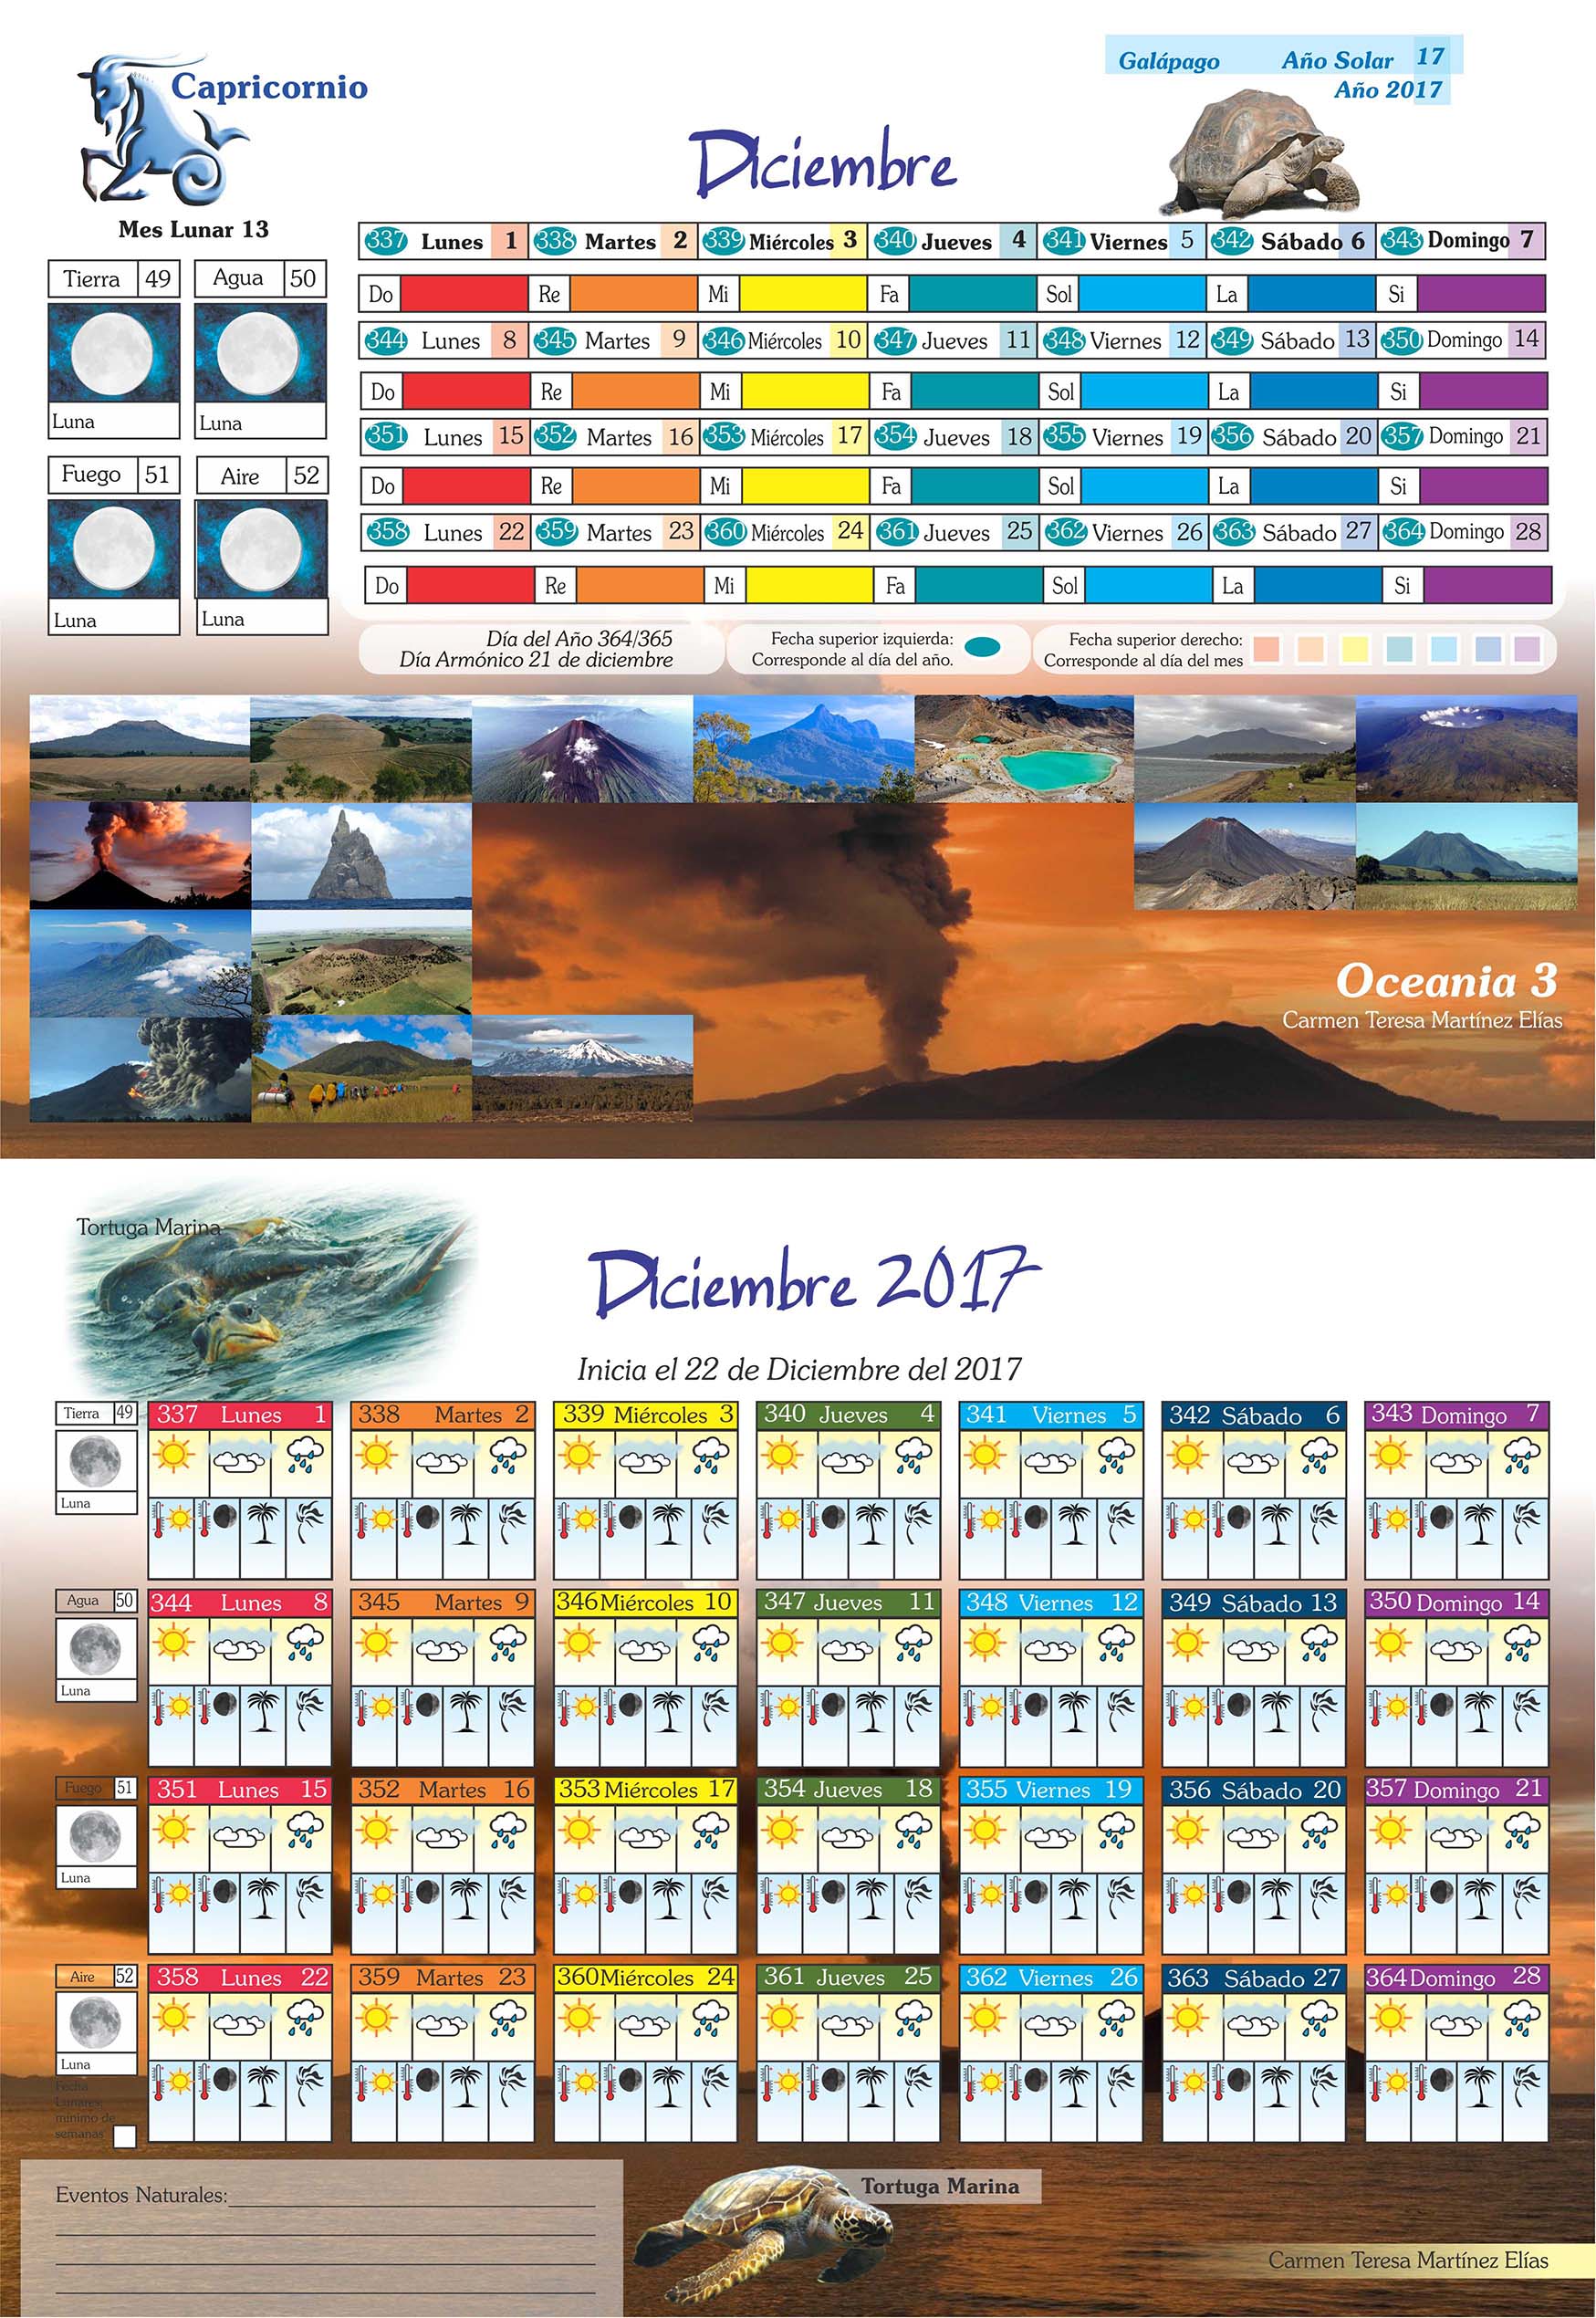 Capricornio
Galápago Año Solar 17
Año 2017
Diciembre
Mes Lunar 13
Tierra 49 Agua 50
Luna Luna
Fuego 51 Aire 52
Luna Luna
337 Lunes 1 338 Martes 2 339 Miércoles 3 340 Jueves 4 341 Viernes 5 342 Sábado 6 343 Domingo 7
Do Re Mi Fa Sol La Si
344 Lunes 8 345 Martes 9 346 Miércoles 10 347 Jueves 11 348 Viernes 12 349 Sábado 13 350 Domingo 14
Do Re Mi Fa Sol La Si
351 Lunes 15 352 Martes 16 353 Miércoles 17 354 Jueves 18 355 Viernes 19 356 Sábado 20 357 Domingo 21
Do Re Mi Fa Sol La Si
358 Lunes 22 359 Martes 23 360 Miércoles 24 361 Jueves 25 362 Viernes 26 363 Sábado 27 364 Domingo 28
Do Re Mi Fa Sol La Si
Día del Año 364/365
Día Armónico 21 de diciembre
Fecha superior izquierda:
Corresponde al día del año.
Fecha superior derecho:
Corresponde al día del mes
Oceania 3
Carmen Teresa Martínez Elías
Tortuga Marina
Diciembre 2017
Inicia el 22 de Diciembre del 2017
Tierra 49 337 Lunes 1 338 Martes 2 339 Miércoles 3 340 Jueves 4 341 Viernes 5 342 Sábado 6 343 Domingo 7
Luna
Agua 50 344 Lunes 8 345 Martes 9 346 Miércoles 10 347 Jueves 11 348 Viernes 12 349 Sábado 13 350 Domingo 14
Luna
Fuego 51 351 Lunes 15 352 Martes 16 353 Miércoles 17 354 Jueves 18 355 Viernes 19 356 Sábado 20 357 Domingo 21
Luna
Aire 52 358 Lunes 22 359 Martes 23 360 Miércoles 24 361 Jueves 25 362 Viernes 26 363 Sábado 27 364 Domingo 28
Luna
Fecha
Lunares:
mínimo de
semanas
Eventos Naturales:
Tortuga Marina
Carmen Teresa Martínez Elías